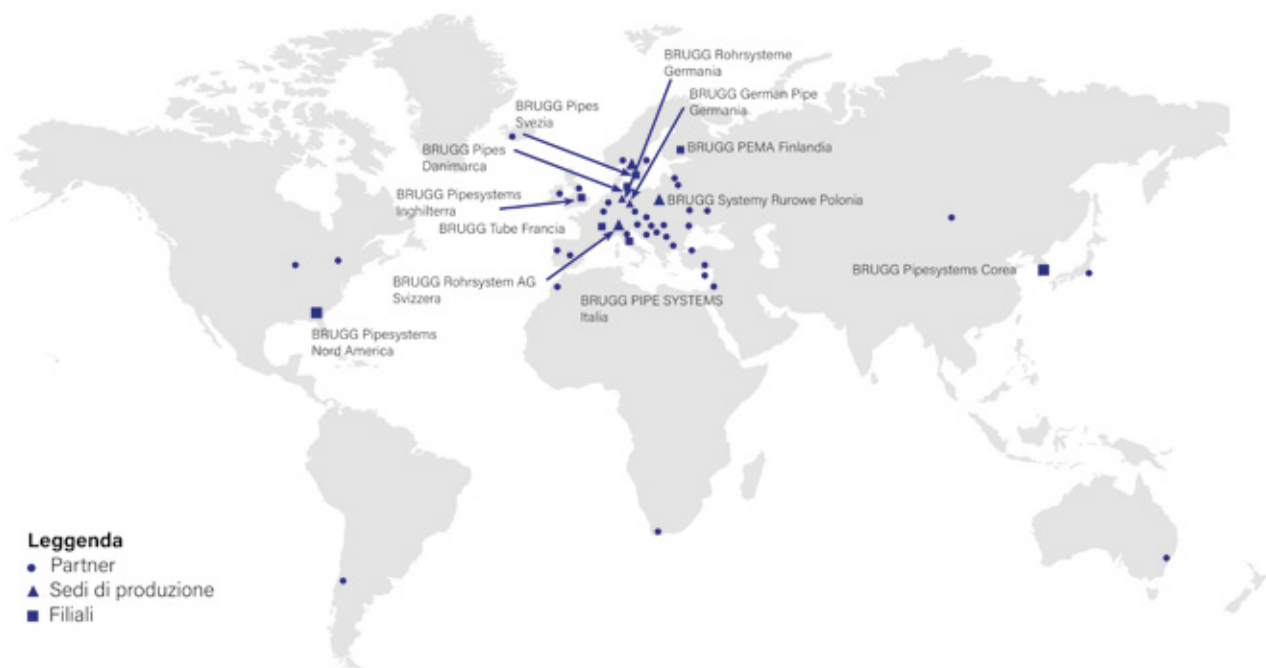 BRUGG Rohrsysteme
Germania
BRUGG German Pipe
Germania
BRUGG Pipes
Svezia
BRUGG Pipes
Danimarca
BRUGG PEMA Finlandia
BRUGG Pipesystems
Inghilterra
BRUGG Systemy Rurowe Polonia
BRUGG Tube Francia
BRUGG Rohrsystem AG
Svizzera
BRUGG PIPE SYSTEMS
Italia
BRUGG Pipesystems Corea
BRUGG Pipesystems
Nord America
Leggenda
Partner
Sedi di produzione
Filiali